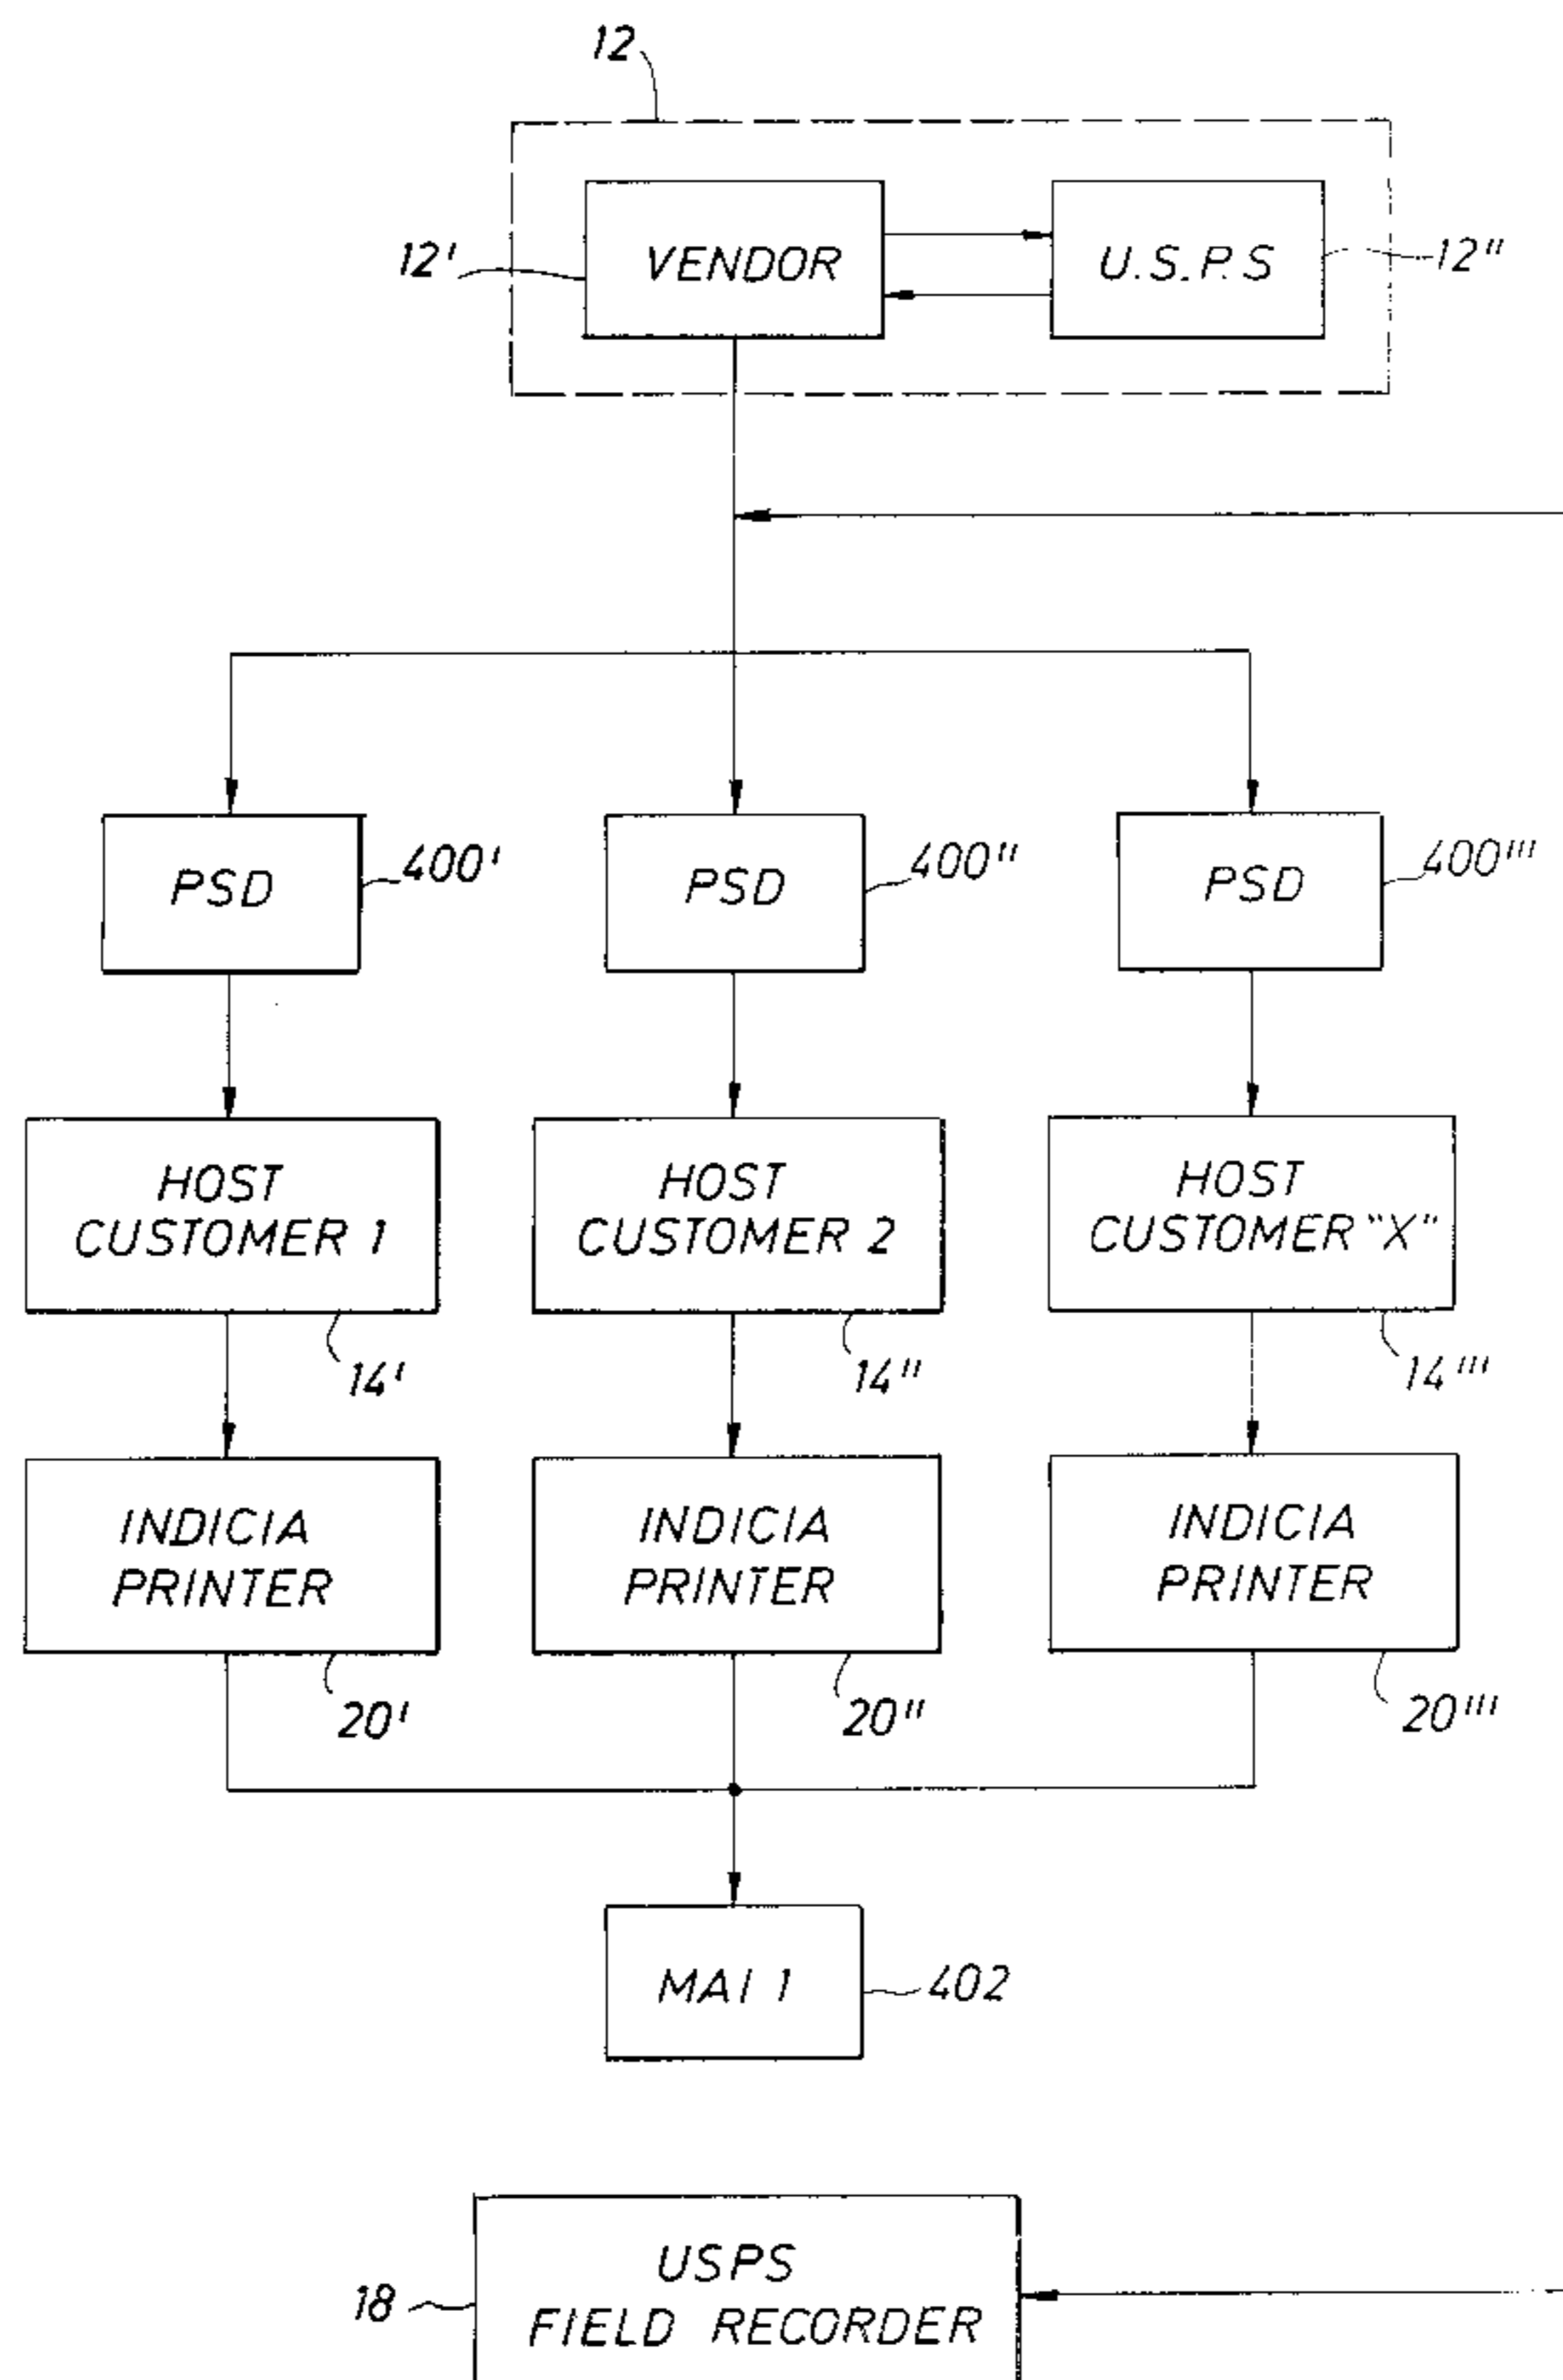 12
12'
VENDOR
U.S.P.S
12"
PSD
400'
PSD
400"
PSD
400'''
HOST
CUSTOMER 1
HOST
CUSTOMER 2
HOST
CUSTOMER "X"
14'
14"
14'''
INDICIA
PRINTER
INDICIA
PRINTER
INDICIA
PRINTER
20'
20"
20'''
MAI 1
402
18
USPS
FIELD RECORDER